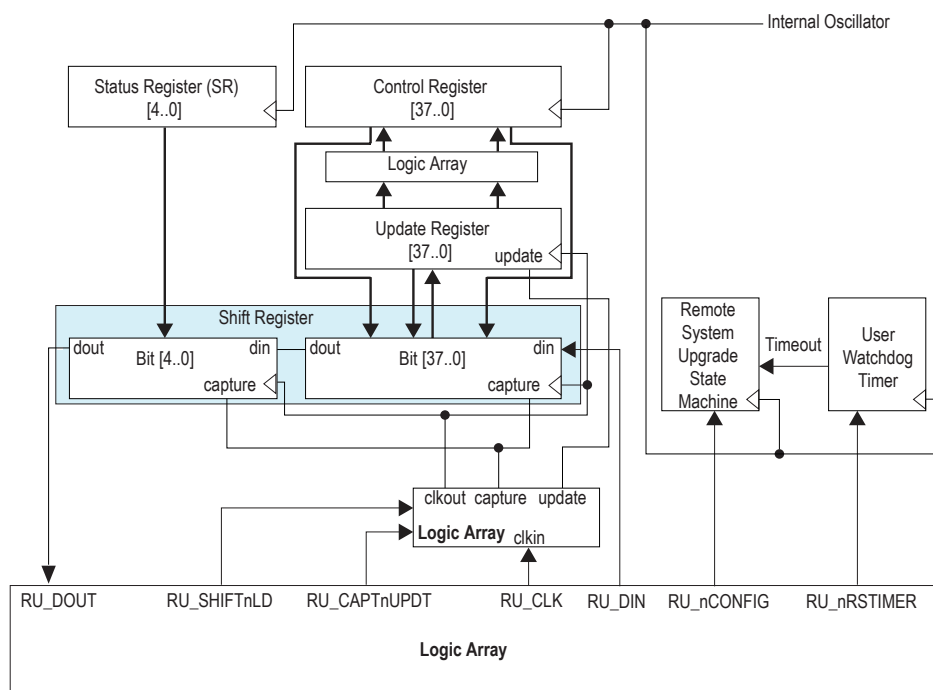 Internal Oscillator
Status Register (SR)
[4..0]
Control Register
[37..0]
Logic Array
Update Register
[37..0]
update
Shift Register
dout
Bit [4..0]
din
capture
dout
Bit [37..0]
din
capture
Remote
System
Upgrade
State
Machine
Timeout
User
Watchdog
Timer
clkout capture update
Logic Array
clkin
RU_DOUT
RU_SHIFTnLD
RU_CAPTnUPDT
RU_CLK
RU_DIN
RU_nCONFIG
RU_nRSTIMER
Logic Array